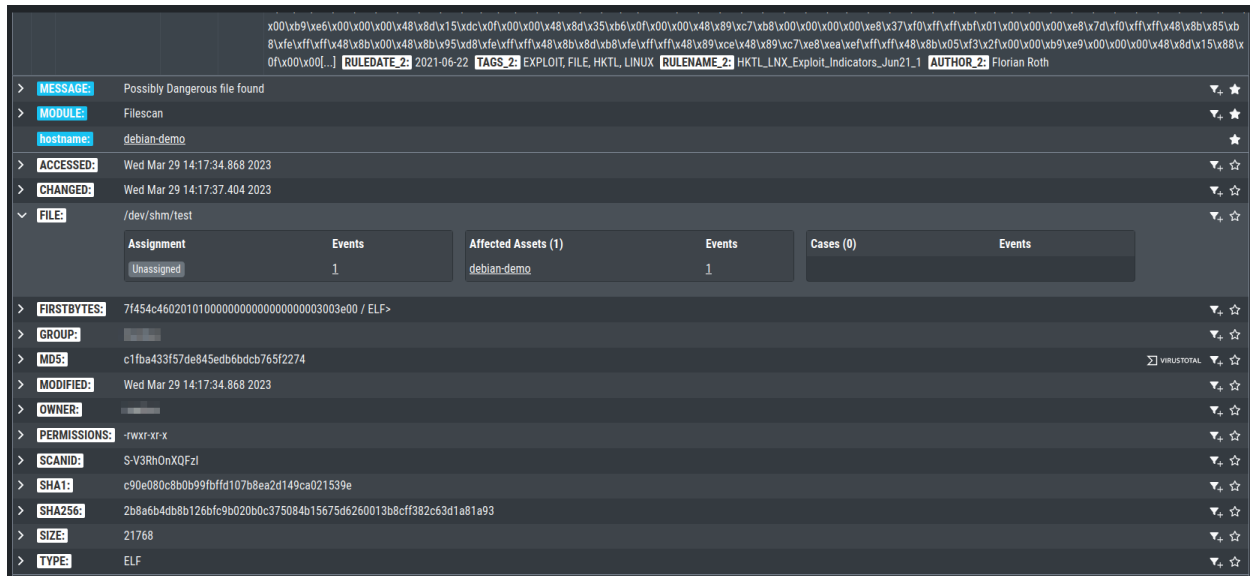 x00\xb9\xe6\x00\x00\x00\x48\x8d\x15\xdc\x0f\x00\x00\x48\x8d\x35\xb6\x0f\x00\x00\x48\x89\xc7\xb8\x00\x00\x00\x00\xe8\x37\xf0\xff\xff\xbf\x01\x00\x00\x00\xe8\x7d\xf0\xff\xff\x48\x8b\x85\xb
8\xfe\xff\xff\x48\x8b\x00\x48\x8b\x95\xd8\xfe\xff\xff\x48\x8b\x8d\xb8\xfe\xff\xff\x48\x89\xce\x48\x89\xc7\xe8\xea\xef\xff\xff\x48\x8b\x05\xf3\x2f\x00\x00\xb9\xe9\x00\x00\x00\x48\x8d\x15\x88\x
0f\x00\x00[...] RULEDATE_2: 2021-06-22 TAGS_2: EXPLOIT, FILE, HKTL, LINUX RULENAME_2: HKTL_LNX_Exploit_Indicators_Jun21_1 AUTHOR_2: Florian Roth
MESSAGE: Possibly Dangerous file found
MODULE: Filescan
hostname: debian-demo
ACCESSED: Wed Mar 29 14:17:34.868 2023
CHANGED: Wed Mar 29 14:17:37.404 2023
FILE: /dev/shm/test
Assignment Events Affected Assets (1) Events Cases (0) Events
Unassigned 1 debian-demo 1
FIRSTBYTES: 7f454c4602010100000000000000000003003e00 / ELF>
GROUP:
MD5: c1fba433f57de845edb6bdcb765f2274 VIRUSTOTAL
MODIFIED: Wed Mar 29 14:17:34.868 2023
OWNER:
PERMISSIONS: -rwxr-xr-x
SCANID: S-V3RhOnXQFzI
SHA1: c90e080c8b0b99fbffd107b8ea2d149ca021539e
SHA256: 2b8a6b4db8b126bfc9b020b0c375084b15675d6260013b8cff382c63d1a81a93
SIZE: 21768
TYPE: ELF